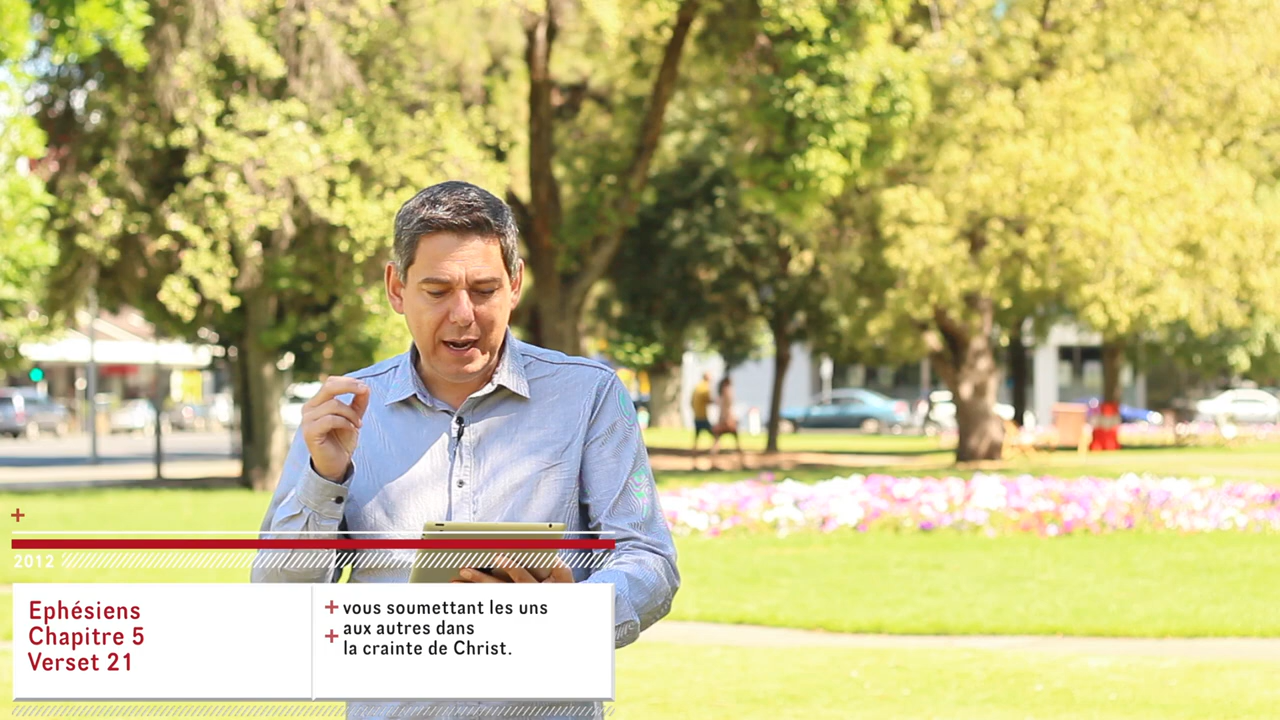 2012
Ephésiens
Chapitre 5
Verset 21
vous soumettant les uns
aux autres dans
la crainte de Christ.